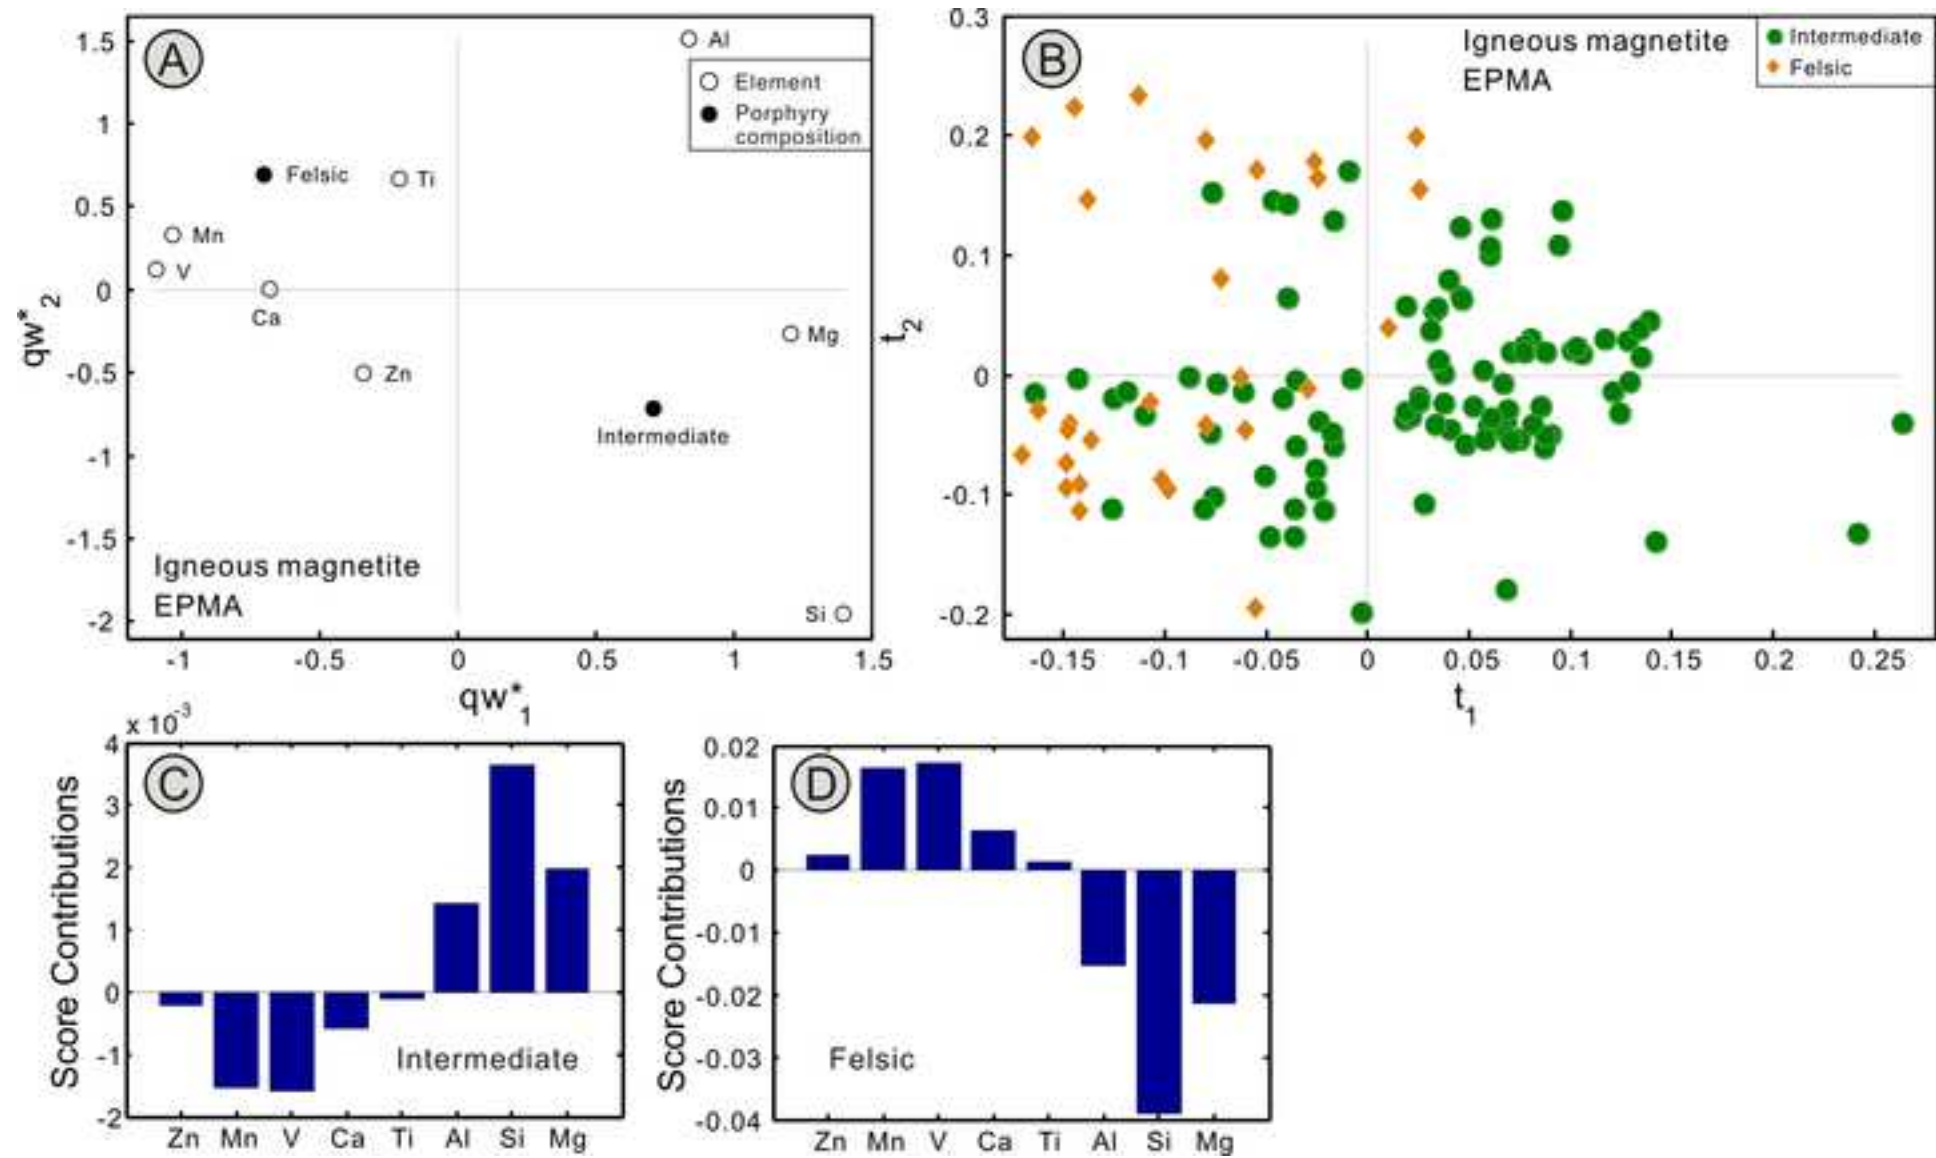 A
1.5
1
0.5
0
-0.5
-1
-1.5
-2
qw*2
Al
Element
Porphyry
composition
Felsic
Ti
Mn
V
Ca
Zn
Mg
Intermediate
Si
Igneous magnetite
EPMA
-1
-0.5
0
0.5
1
1.5
qw*1
B
0.3
0.2
0.1
0
-0.1
-0.2
t2
Igneous magnetite
EPMA
Intermediate
Felsic
-0.15
-0.1
-0.05
0
0.05
0.1
0.15
0.2
0.25
t1
x 10-3
C
4
3
2
1
0
-1
-2
Score Contributions
Intermediate
Zn Mn V Ca Ti Al Si Mg
D
0.02
0.01
0
-0.01
-0.02
-0.03
-0.04
Score Contributions
Felsic
Zn Mn V Ca Ti Al Si Mg